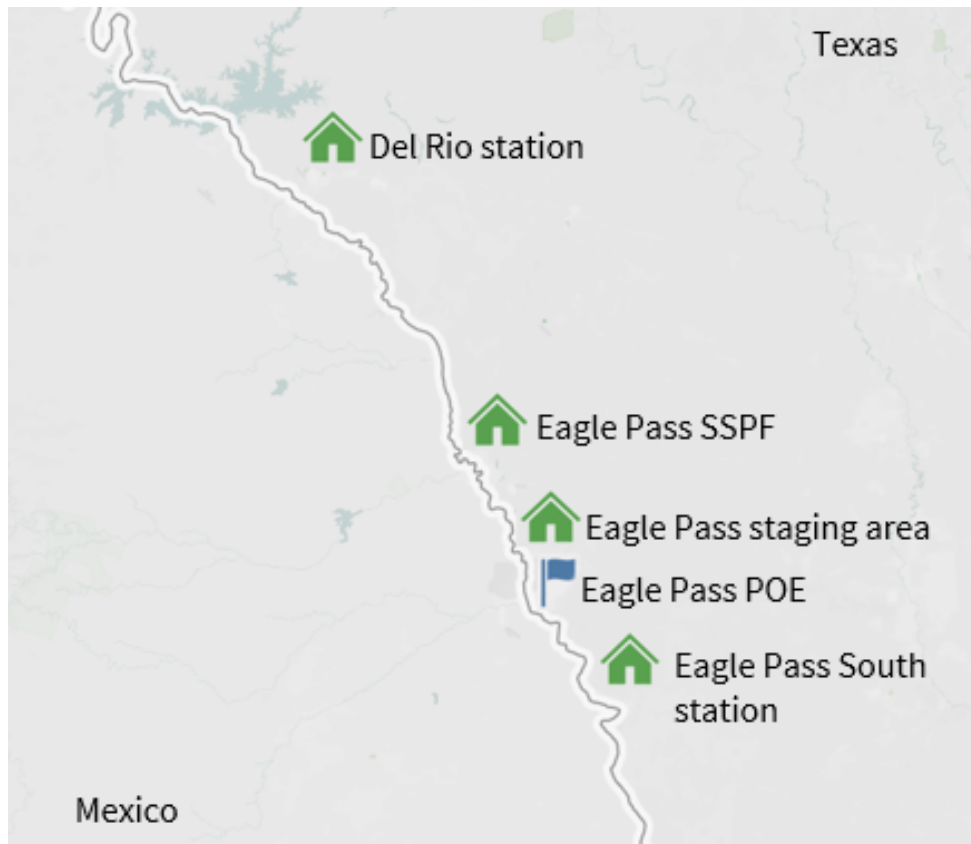 Texas
Del Rio station
Eagle Pass SSPF
Eagle Pass staging area
Eagle Pass POE
Eagle Pass South
station
Mexico